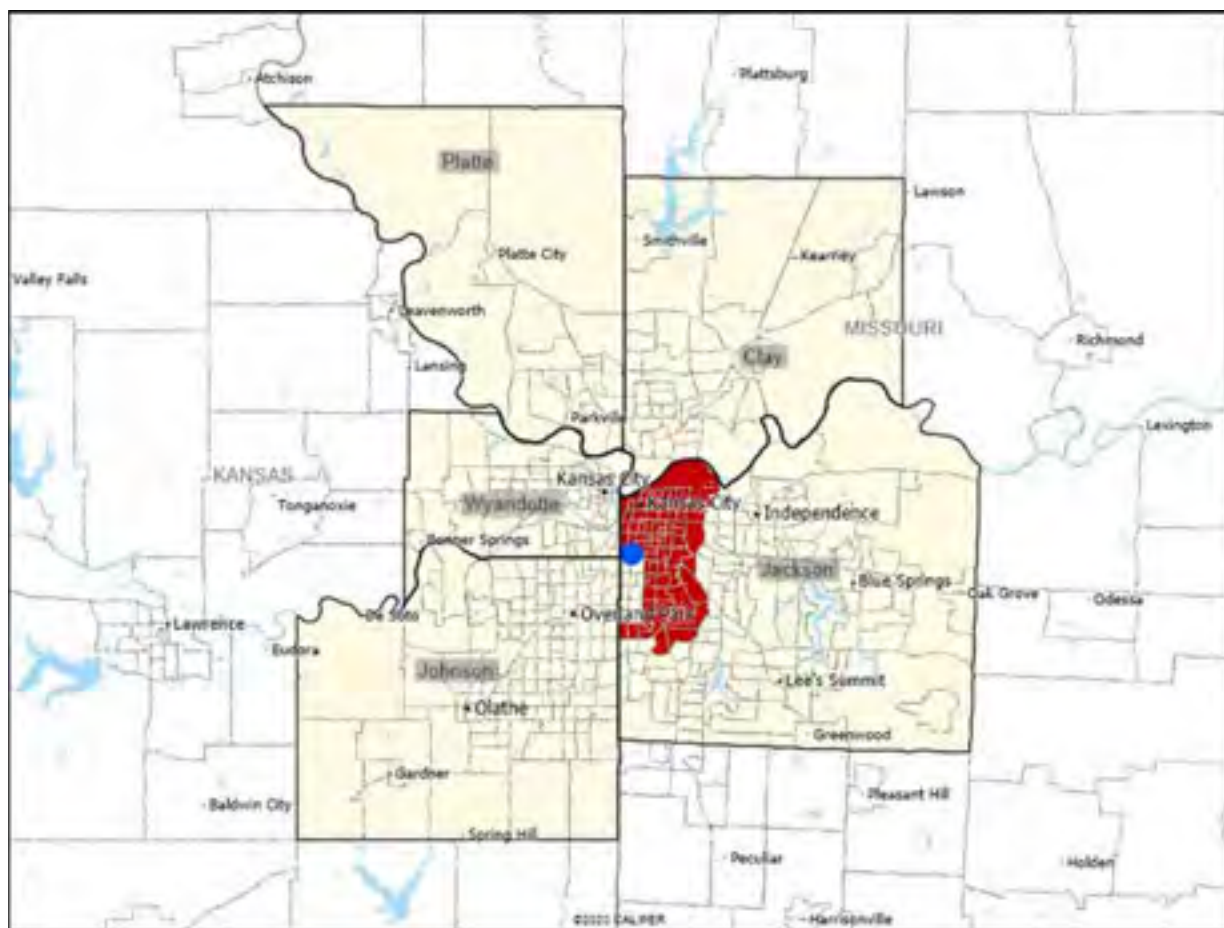 Atchison
Plattsburg
Platte
Lawson
Smithville
Platte City
Kearney
Valley Falls
Leavenworth
MISSOURI
Richmond
Clay
Lansing
Parkville
Lexington
KANSAS
Kansas City
Tonganoxie
Wyandotte
Kansas City
Independence
Bonner Springs
Jackson
Blue Springs
Oak Grove
Odessa
De Soto
Overland Park
Lawrence
Eudora
Johnson
Lee's Summit
Olathe
Greenwood
Gardner
Baldwin City
Pleasant Hill
Spring Hill
Peculiar
Holden
©2020 CALIPER
Harrisonville